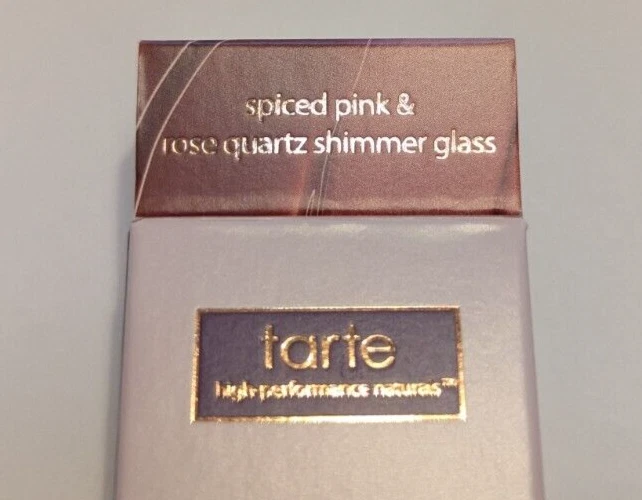 spiced pink &
rose quartz shimmer glass
tarte
high-performance naturals™